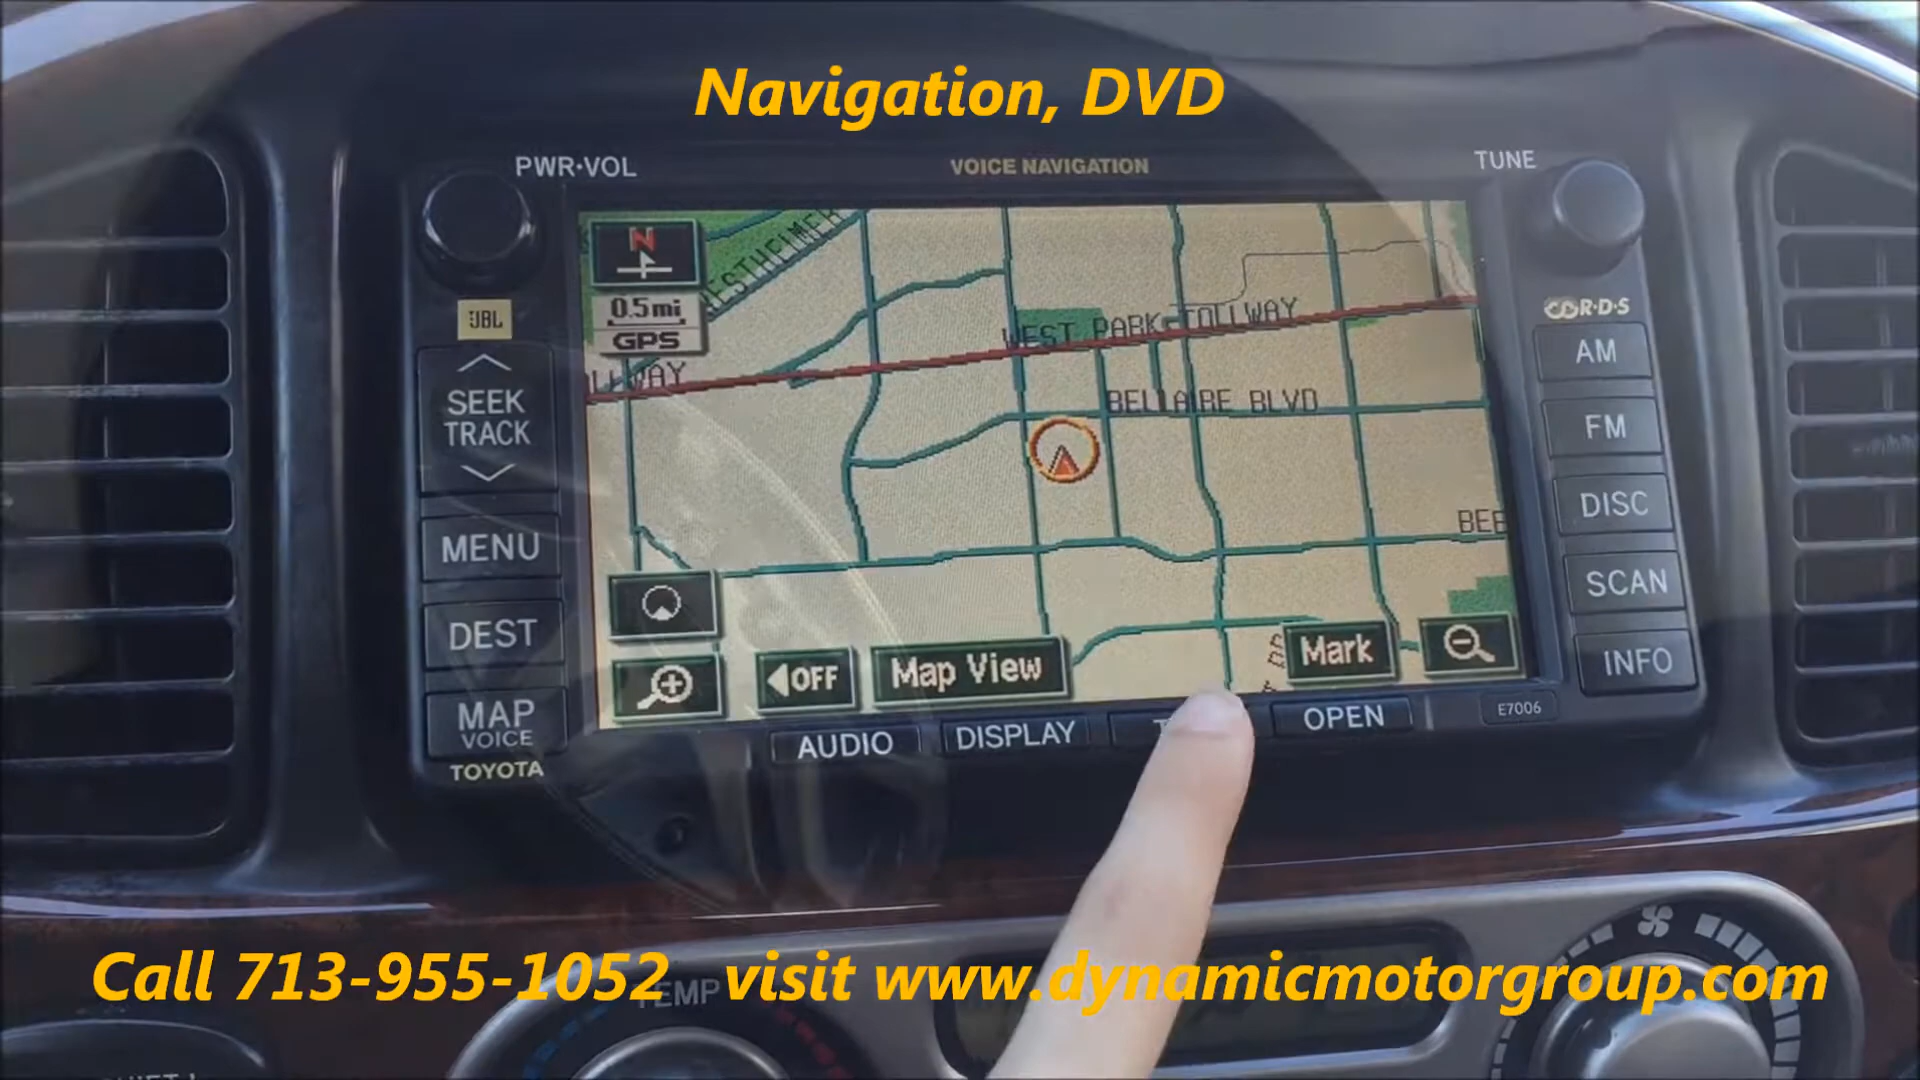 Navigation, DVD
PWR·VOL
VOICE NAVIGATION
TUNE
N
WESTHEIMER
0.5mi
GPS
JBL
WEST PARK TOLLWAY
R·D·S
SEEK
TRACK
AM
BELLAIRE BLVD
FM
DISC
MENU
SCAN
DEST
INFO
OFF
Map View
Mark
MAP
VOICE
AUDIO
DISPLAY
OPEN
E7006
TOYOTA
Call 713-955-1052 visit www.dynamicmotorgroup.com
TEMP